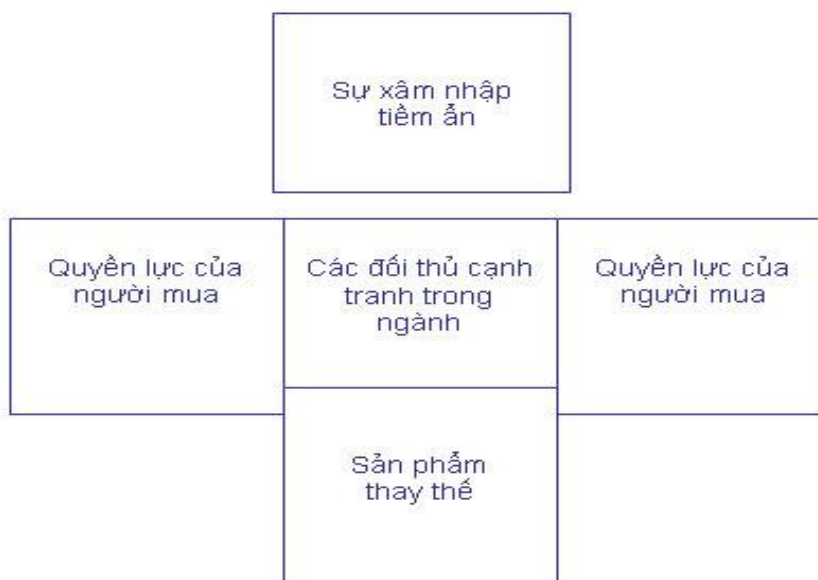 Sự xâm nhập
tiềm ẩn
Quyền lực của
người mua
Các đối thủ cạnh
tranh trong
ngành
Quyền lực của
người mua
Sản phẩm
thay thế